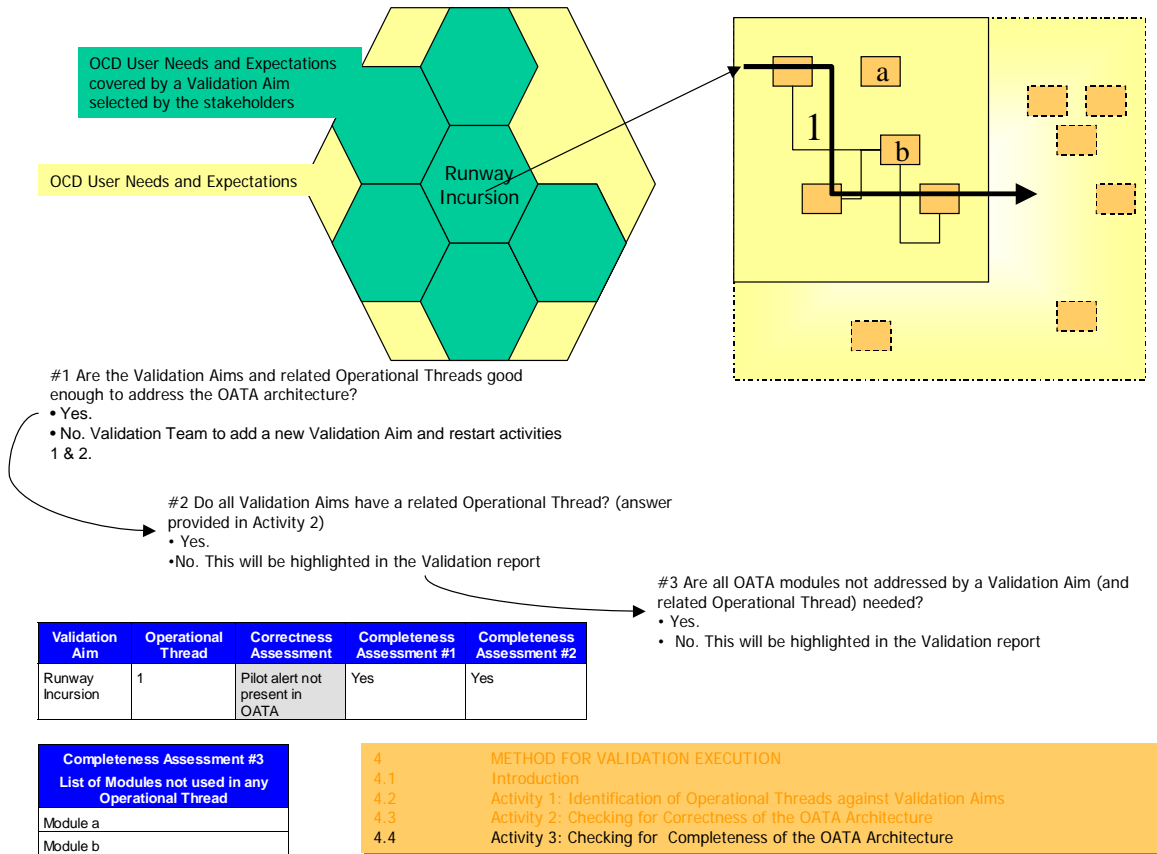 OCD User Needs and Expectations
covered by a Validation Aim
selected by the stakeholders
OCD User Needs and Expectations
Runway
Incursion
a
1
b
#1 Are the Validation Aims and related Operational Threads good
enough to address the OATA architecture?
• Yes.
• No. Validation Team to add a new Validation Aim and restart activities
1 & 2.
#2 Do all Validation Aims have a related Operational Thread? (answer
provided in Activity 2)
• Yes.
•No. This will be highlighted in the Validation report
#3 Are all OATA modules not addressed by a Validation Aim (and
related Operational Thread) needed?
• Yes.
• No. This will be highlighted in the Validation report
Validation Aim Operational Thread Correctness Assessment Completeness Assessment #1 Completeness Assessment #2
Runway Incursion 1 Pilot alert not present in OATA Yes Yes
Completeness Assessment #3
List of Modules not used in any
Operational Thread
Module a
Module b
4 METHOD FOR VALIDATION EXECUTION
4.1 Introduction
4.2 Activity 1: Identification of Operational Threads against Validation Aims
4.3 Activity 2: Checking for Correctness of the OATA Architecture
4.4 Activity 3: Checking for Completeness of the OATA Architecture